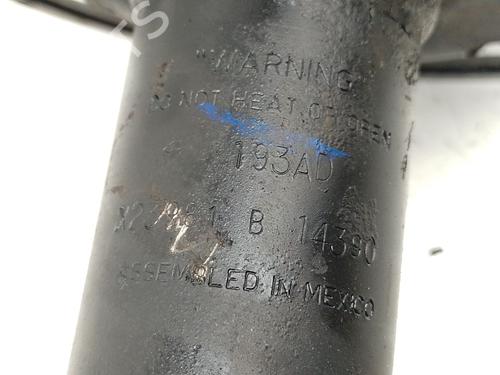 "WARNING
DO NOT HEAT OR OPEN
193AD
B 14390
ASSEMBLED IN MEXICO